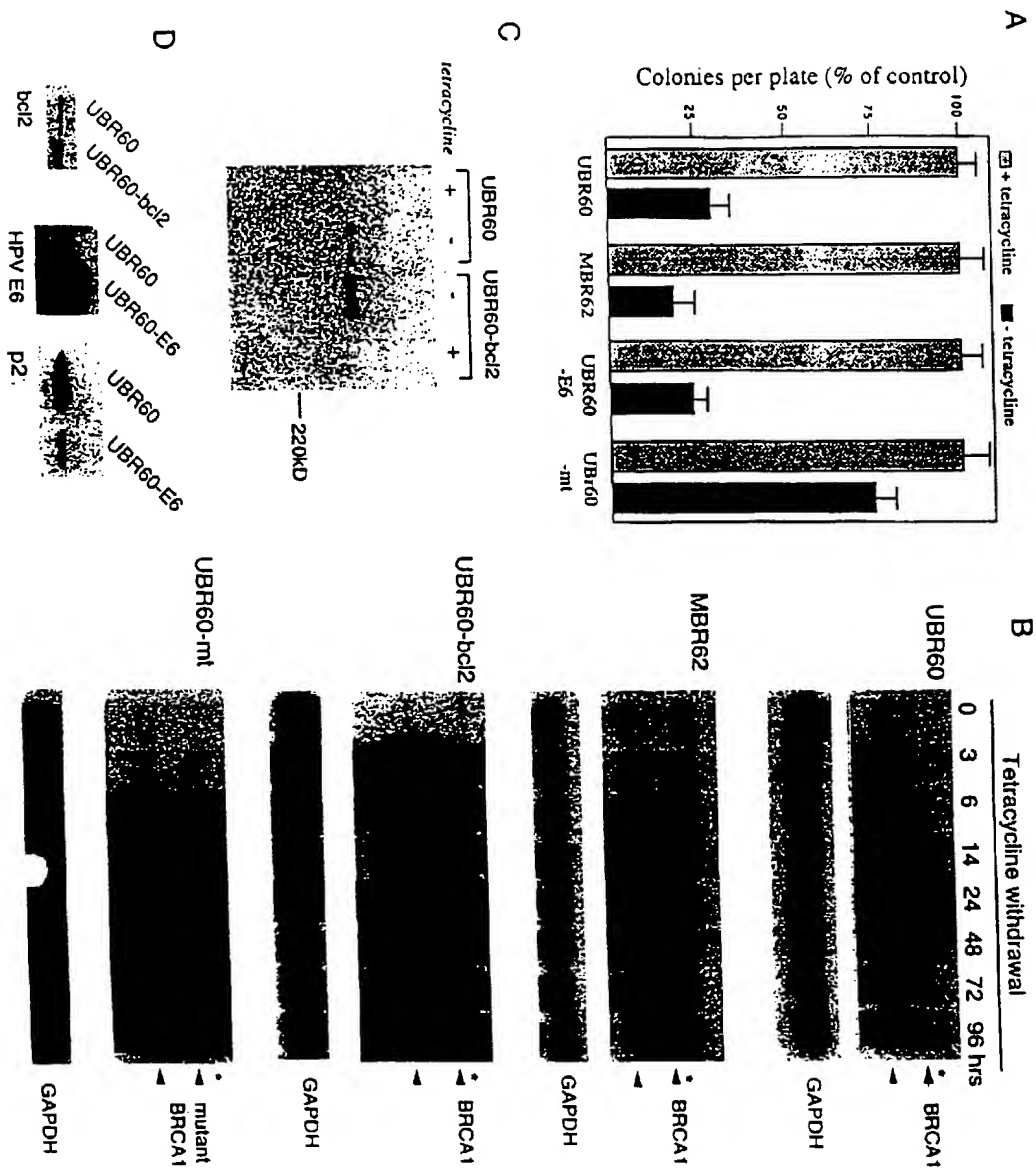 A
Colonies per plate (% of control)
100
75
50
25
+ tetracycline
- tetracycline
UBR60
MBR62
UBR60
-E6
UBr60
-mt
B
Tetracycline withdrawal
0 3 6 14 24 48 72 96 hrs
UBR60
* BRCA1
GAPDH
MBR62
* BRCA1
GAPDH
UBR60-bcl2
* BRCA1
GAPDH
UBR60-mt
* mutant
BRCA1
GAPDH
C
UBR60 UBR60-bcl2
tetracycline + - - +
220kD
D
UBR60 UBR60-bcl2
bcl2
UBR60 UBR60-E6
HPV E6
UBR60 UBR60-E6
p2.